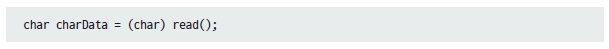 char charData = (char) read();